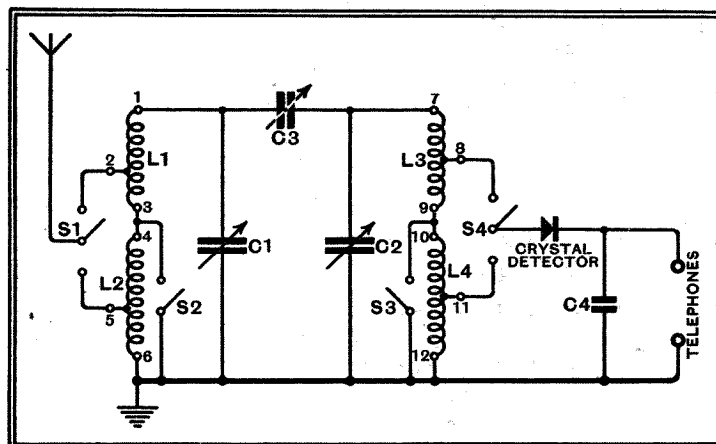 1
7
C3
2
L1
L3
8
3
9
S1
4
10
S4
CRYSTAL
DETECTOR
C1
C2
L2
L4
5
S2
S3
11
C4
TELEPHONES
6
12